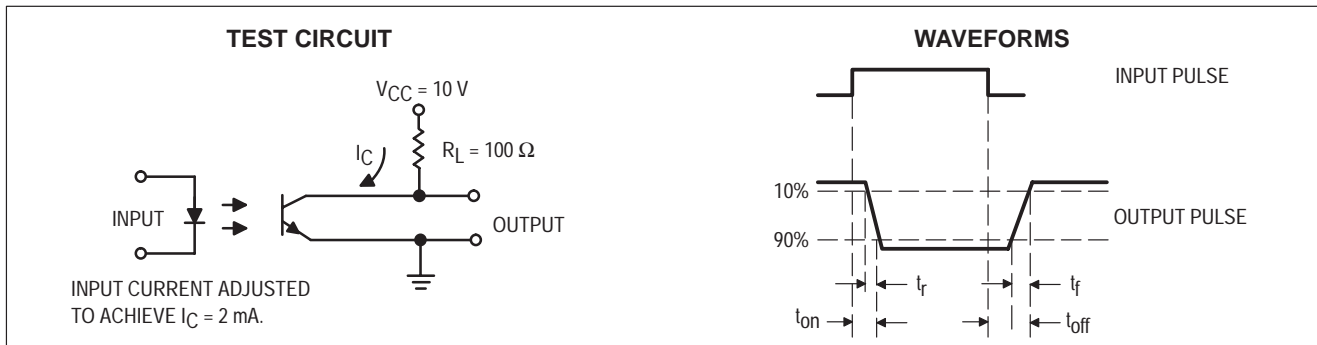 TEST CIRCUIT
VCC = 10 V
IC
RL = 100 Ω
INPUT
OUTPUT
INPUT CURRENT ADJUSTED
TO ACHIEVE IC = 2 mA.
WAVEFORMS
INPUT PULSE
10%
OUTPUT PULSE
90%
tr
tf
ton
toff